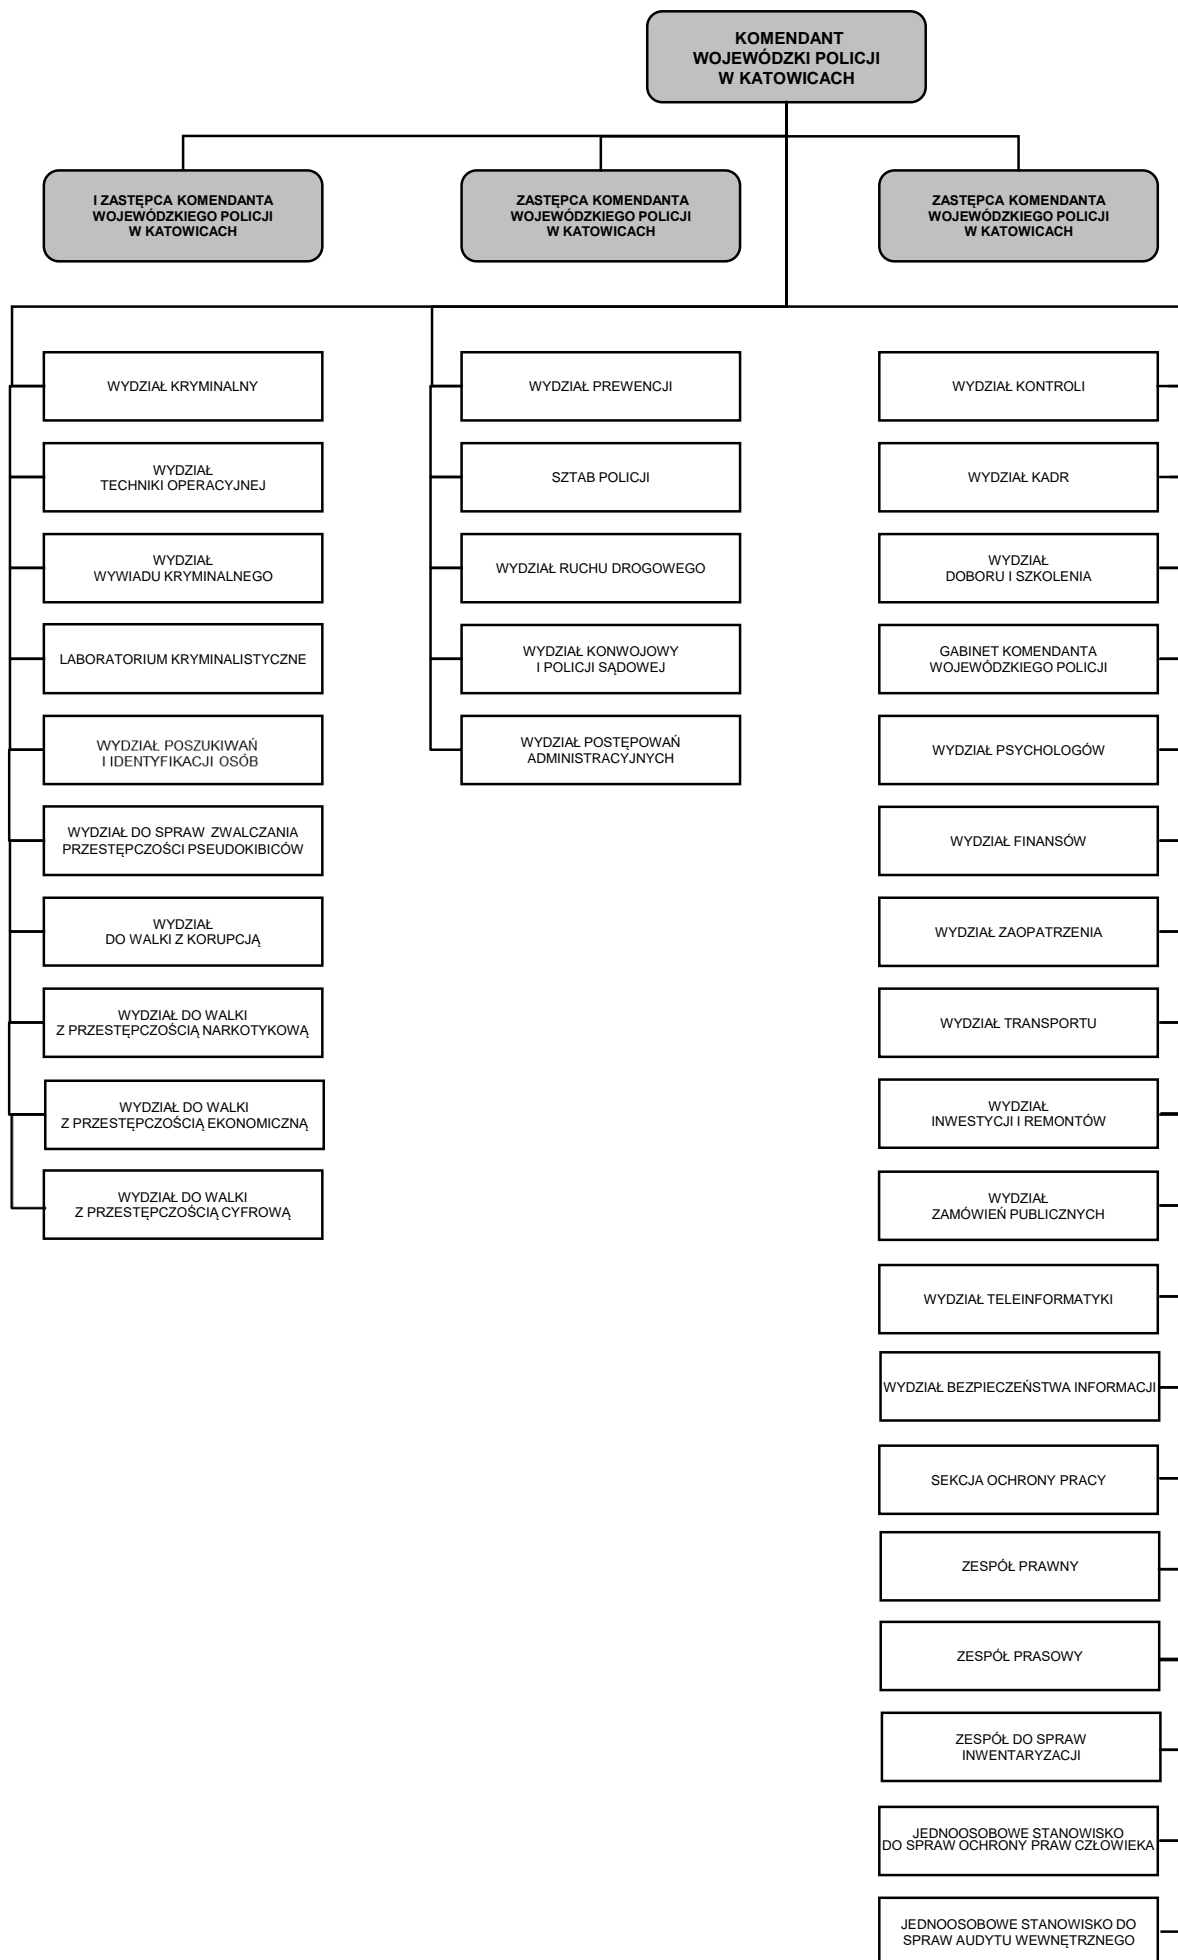 KOMENDANT
WOJEWÓDZKI POLICJI
W KATOWICACH
I ZASTĘPCA KOMENDANTA
WOJEWÓDZKIEGO POLICJI
W KATOWICACH
ZASTĘPCA KOMENDANTA
WOJEWÓDZKIEGO POLICJI
W KATOWICACH
ZASTĘPCA KOMENDANTA
WOJEWÓDZKIEGO POLICJI
W KATOWICACH
WYDZIAŁ KRYMINALNY
WYDZIAŁ
TECHNIKI OPERACYJNEJ
WYDZIAŁ
WYWIADU KRYMINALNEGO
LABORATORIUM KRYMINALISTYCZNE
WYDZIAŁ POSZUKIWAŃ
I IDENTYFIKACJI OSÓB
WYDZIAŁ DO SPRAW ZWALCZANIA
PRZESTĘPCZOŚCI PSEUDOKIBICÓW
WYDZIAŁ
DO WALKI Z KORUPCJĄ
WYDZIAŁ DO WALKI
Z PRZESTĘPCZOŚCIĄ NARKOTYKOWĄ
WYDZIAŁ DO WALKI
Z PRZESTĘPCZOŚCIĄ EKONOMICZNĄ
WYDZIAŁ DO WALKI
Z PRZESTĘPCZOŚCIĄ CYFROWĄ
WYDZIAŁ PREWENCJI
SZTAB POLICJI
WYDZIAŁ RUCHU DROGOWEGO
WYDZIAŁ KONWOJOWY
I POLICJI SĄDOWEJ
WYDZIAŁ POSTĘPOWAŃ
ADMINISTRACYJNYCH
WYDZIAŁ KONTROLI
WYDZIAŁ KADR
WYDZIAŁ
DOBORU I SZKOLENIA
GABINET KOMENDANTA
WOJEWÓDZKIEGO POLICJI
WYDZIAŁ PSYCHOLOGÓW
WYDZIAŁ FINANSÓW
WYDZIAŁ ZAOPATRZENIA
WYDZIAŁ TRANSPORTU
WYDZIAŁ
INWESTYCJI I REMONTÓW
WYDZIAŁ
ZAMÓWIEŃ PUBLICZNYCH
WYDZIAŁ TELEINFORMATYKI
WYDZIAŁ BEZPIECZEŃSTWA INFORMACJI
SEKCJA OCHRONY PRACY
ZESPÓŁ PRAWNY
ZESPÓŁ PRASOWY
ZESPÓŁ DO SPRAW
INWENTARYZACJI
JEDNOOSOBOWE STANOWISKO
DO SPRAW OCHRONY PRAW CZŁOWIEKA
JEDNOOSOBOWE STANOWISKO DO
SPRAW AUDYTU WEWNĘTRZNEGO